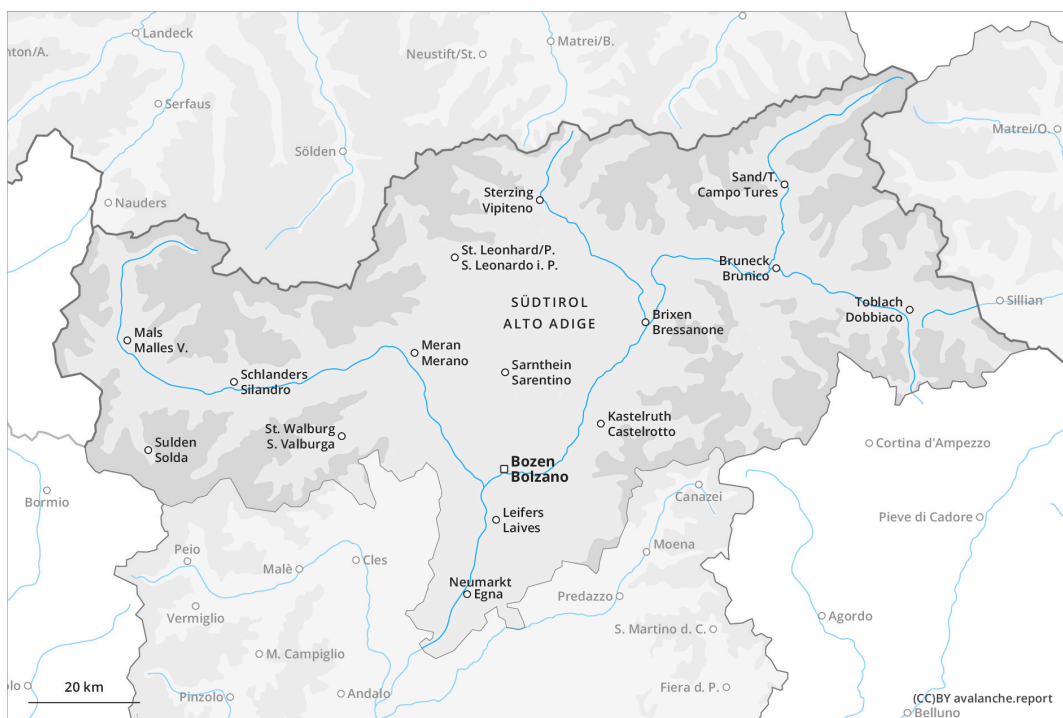 Landeck
nton/A.
Neustift/St.
Matrei/B.
Serfaus
Sölden
Matrei/O.
Sand/T.
Campo Tures
Sterzing
Vipiteno
Nauders
St. Leonhard/P.
S. Leonardo i. P.
Bruneck
Brunico
SÜDTIROL
ALTO ADIGE
Toblach
Dobbiaco
Sillian
Brixen
Bressanone
Mals
Malles V.
Meran
Merano
Sarnthein
Sarentino
Schlanders
Silandro
Kastelruth
Castelrotto
St. Walburg
S. Valburga
Sulden
Solda
Cortina d'Ampezzo
Bozen
Bolzano
Bormio
Canazei
Leifers
Laives
Pieve di Cadore
Peio
Malè
Cles
Moena
Neumarkt
Egna
Predazzo
Vermiglio
Agordo
S. Martino d. C.
M. Campiglio
olo
20 km
Pinzolo
Andalo
Fiera d. P.
(CC)BY avalanche.report
Belluno